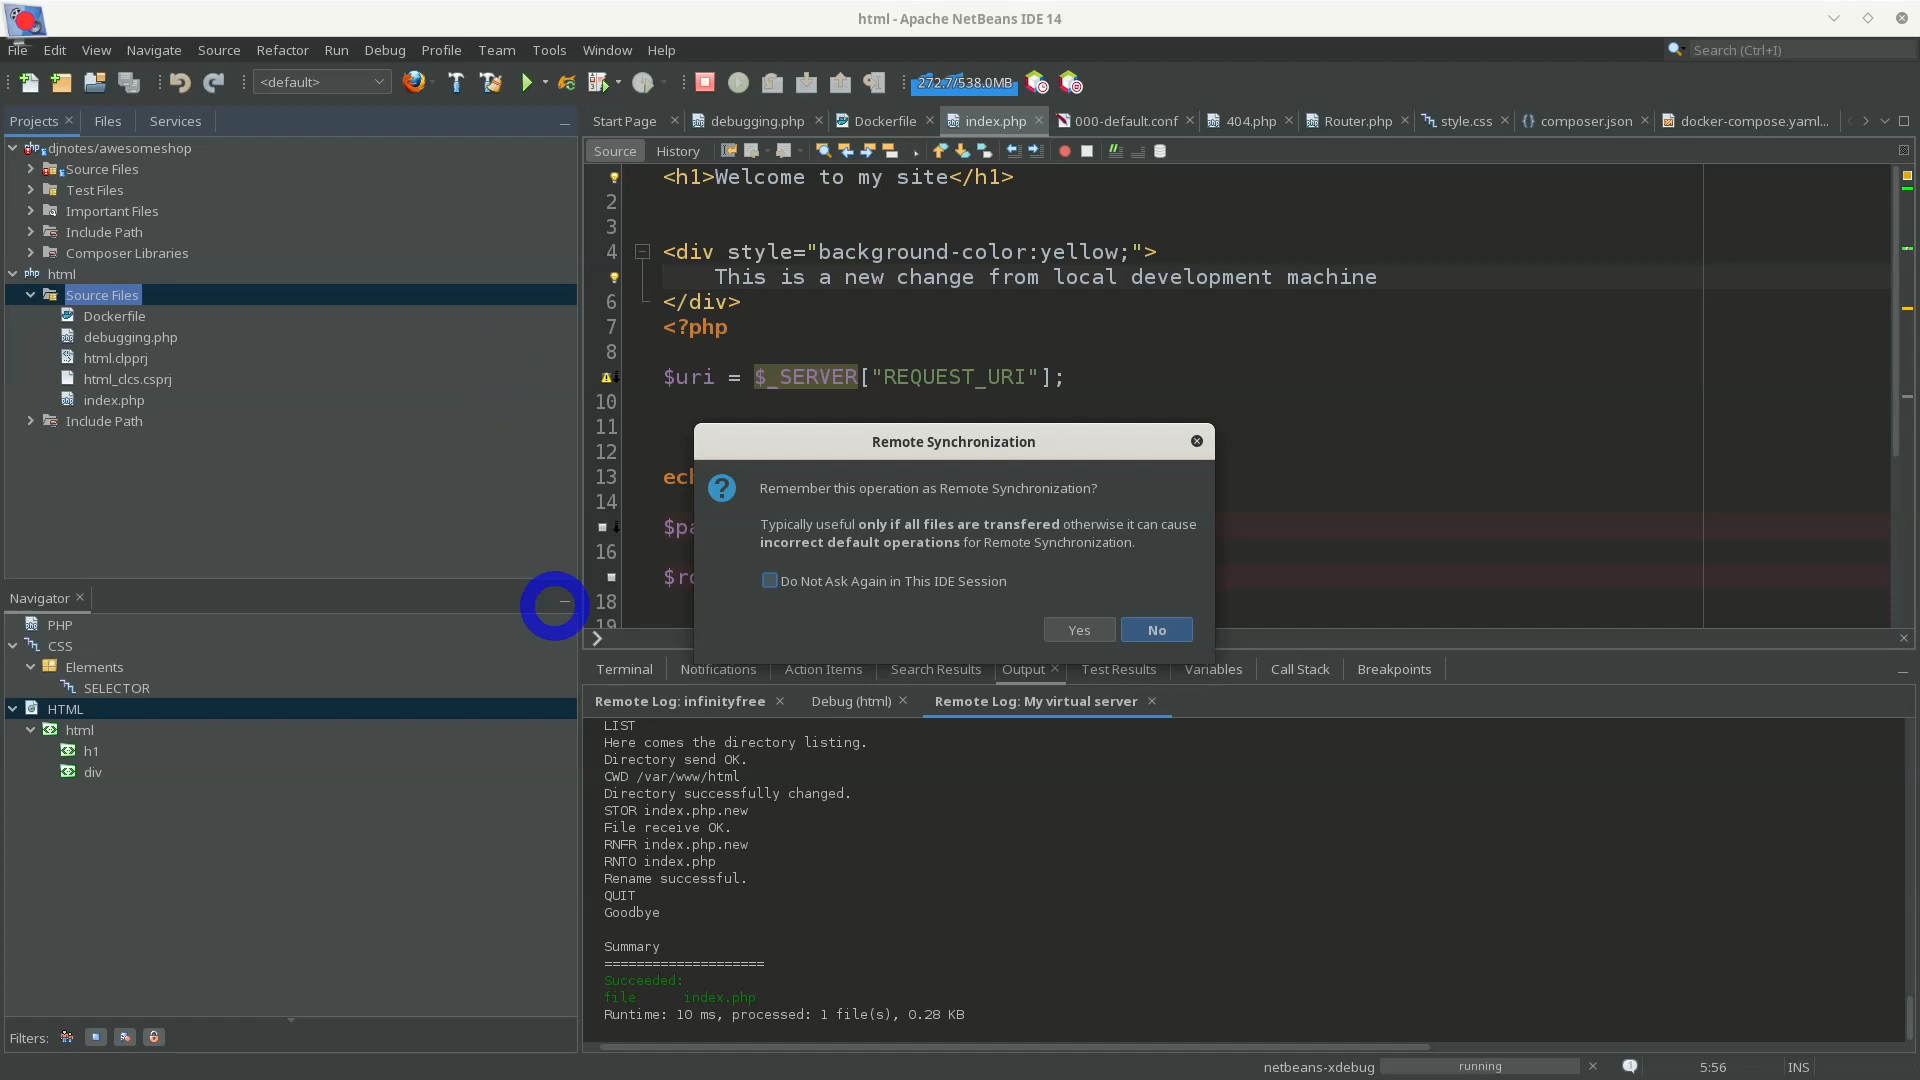 html - Apache NetBeans IDE 14
File Edit View Navigate Source Refactor Run Debug Profile Team Tools Window Help
Search (Ctrl+I)
<default>
272.7/538.0MB
Projects Files Services
Start Page debugging.php Dockerfile index.php 000-default.conf 404.php Router.php style.css composer.json docker-compose.yaml...
Source History
djnotes/awesomeshop
Source Files
Test Files
Important Files
Include Path
Composer Libraries
html
Source Files
Dockerfile
debugging.php
html.clpprj
html_clcs.csprj
index.php
Include Path
<h1>Welcome to my site</h1>
2
3
4 <div style="background-color:yellow;">
This is a new change from local development machine
6 </div>
7 <?php
8
$uri = $_SERVER["REQUEST_URI"];
10
11
12
13 ech
14
$pa
16
$ro
18
19
Remote Synchronization
Remember this operation as Remote Synchronization?
Typically useful only if all files are transfered otherwise it can cause
incorrect default operations for Remote Synchronization.
Do Not Ask Again in This IDE Session
Yes No
Navigator
PHP
CSS
Elements
SELECTOR
HTML
html
h1
div
Filters:
Terminal Notifications Action Items Search Results Output Test Results Variables Call Stack Breakpoints
Remote Log: infinityfree Debug (html) Remote Log: My virtual server
LIST
Here comes the directory listing.
Directory send OK.
CWD /var/www/html
Directory successfully changed.
STOR index.php.new
File receive OK.
RNFR index.php.new
RNTO index.php
Rename successful.
QUIT
Goodbye
Summary
====================
Succeeded:
file index.php
Runtime: 10 ms, processed: 1 file(s), 0.28 KB
netbeans-xdebug running 5:56 INS